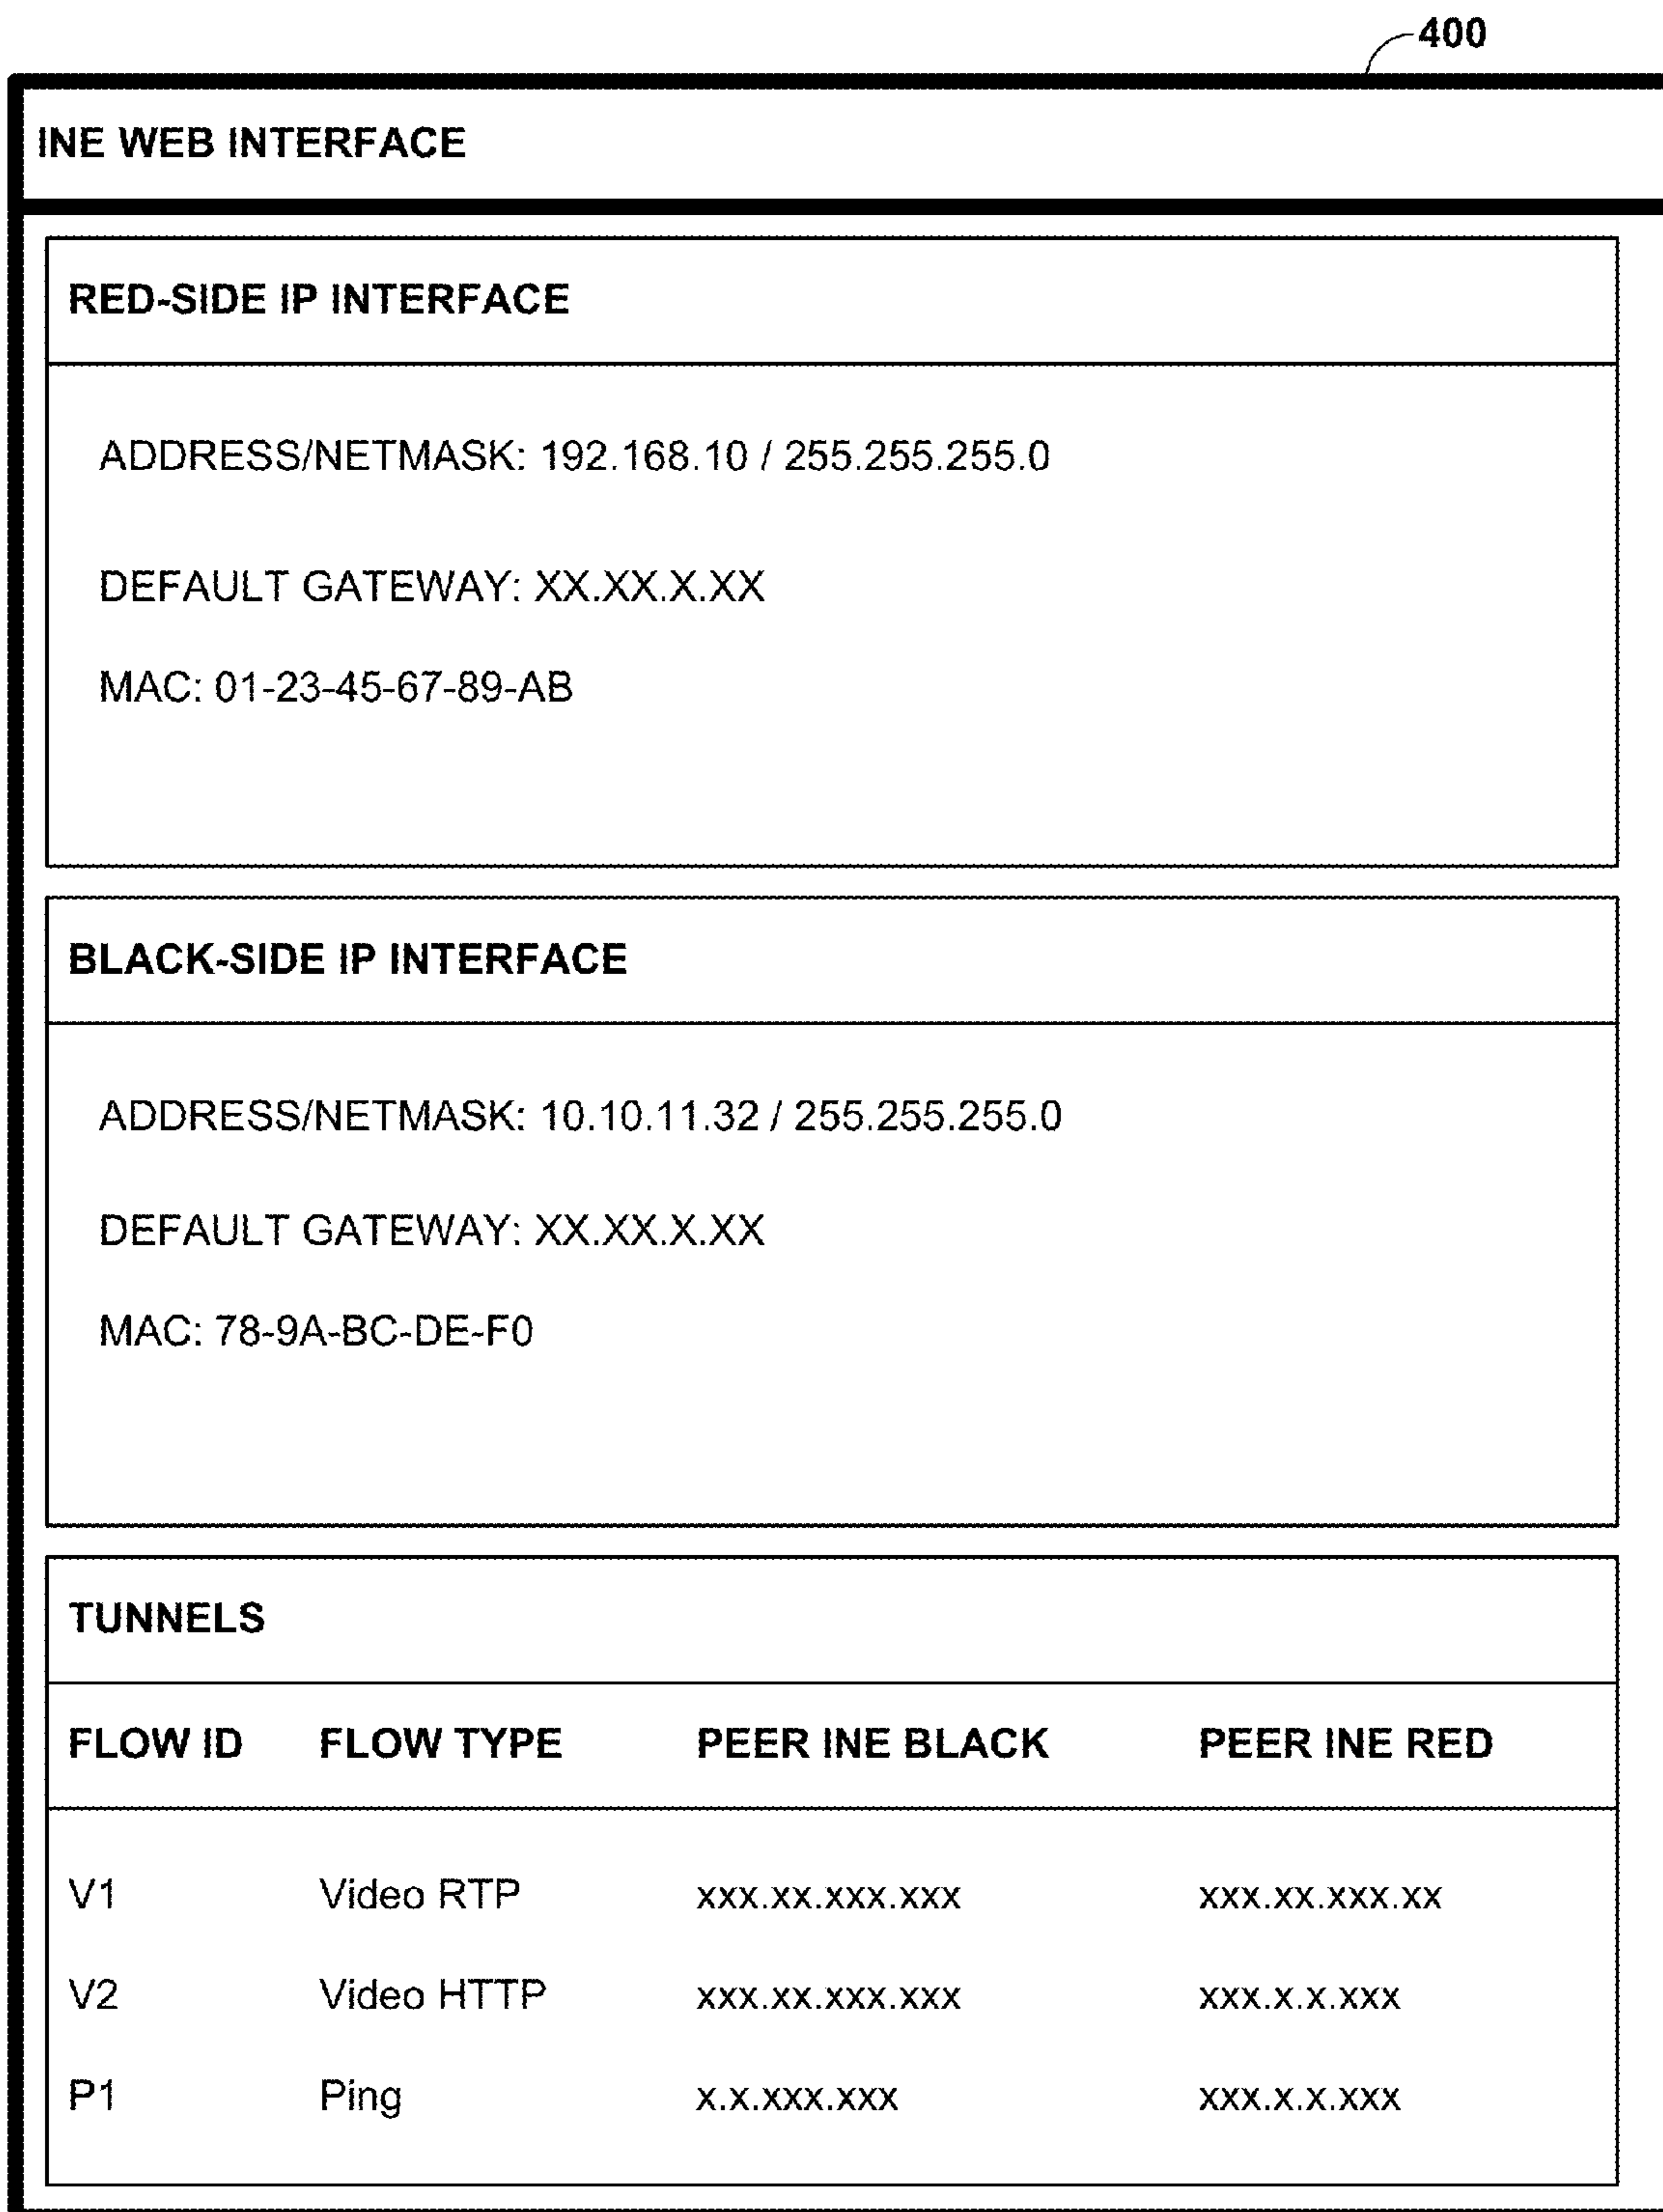 400
INE WEB INTERFACE
RED-SIDE IP INTERFACE
ADDRESS/NETMASK: 192.168.10 / 255.255.255.0
DEFAULT GATEWAY: XX.XX.X.XX
MAC: 01-23-45-67-89-AB
BLACK-SIDE IP INTERFACE
ADDRESS/NETMASK: 10.10.11.32 / 255.255.255.0
DEFAULT GATEWAY: XX.XX.X.XX
MAC: 78-9A-BC-DE-F0
TUNNELS
FLOW ID FLOW TYPE PEER INE BLACK PEER INE RED
V1 Video RTP xxx.xx.xxx.xxx xxx.xx.xxx.xx
V2 Video HTTP xxx.xx.xxx.xxx xxx.x.x.xxx
P1 Ping x.x.xxx.xxx xxx.x.x.xxx